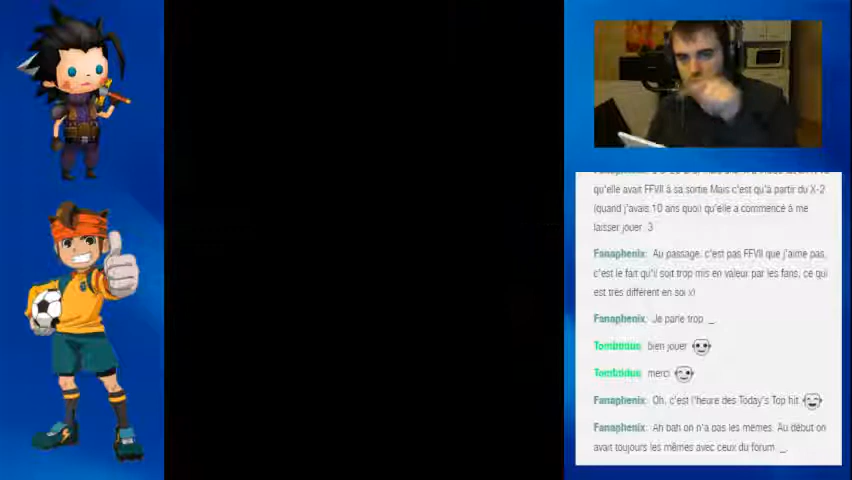 qu'elle avait FFVII à sa sortie Mais c'est qu'à partir du X-2
(quand j'avais 10 ans quoi) qu'elle a commencé à me
laisser jouer :3
Fanaphenix: Au passage, c'est pas FFVII que j'aime pas,
c'est le fait qu'il soit trop mis en valeur par les fans, ce qui
est très différent en soi x)
Fanaphenix: Je parle trop _
bien jouer
merci
Fanaphenix: Oh, c'est l'heure des Today's Top hit
Fanaphenix: Ah bah on n'a pas les mêmes. Au début on
avait toujours les mêmes avec ceux du forum _.